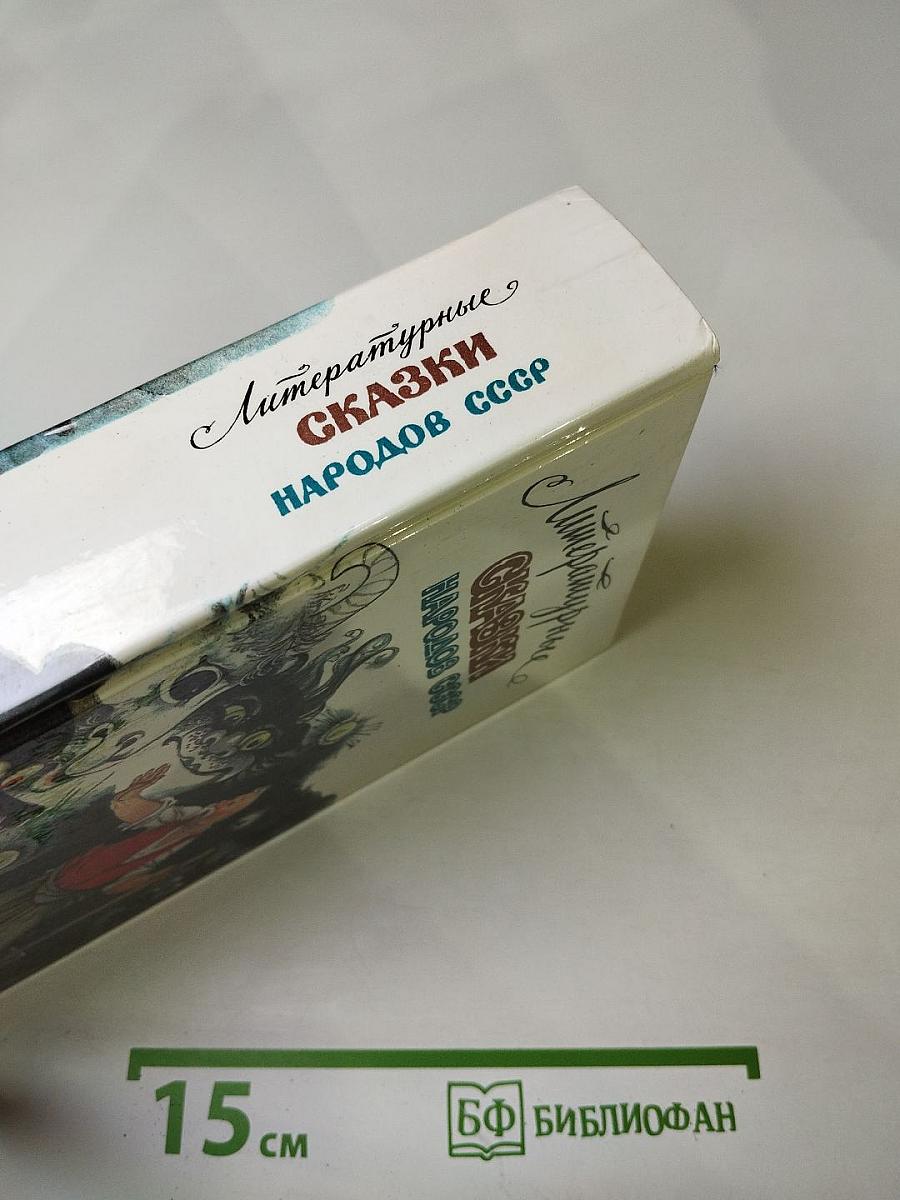 Литературные
СКАЗКИ
НАРОДОВ СССР
Литературные
СКАЗКИ
НАРОДОВ СССР
15 см
БФ БИБЛИОФАН